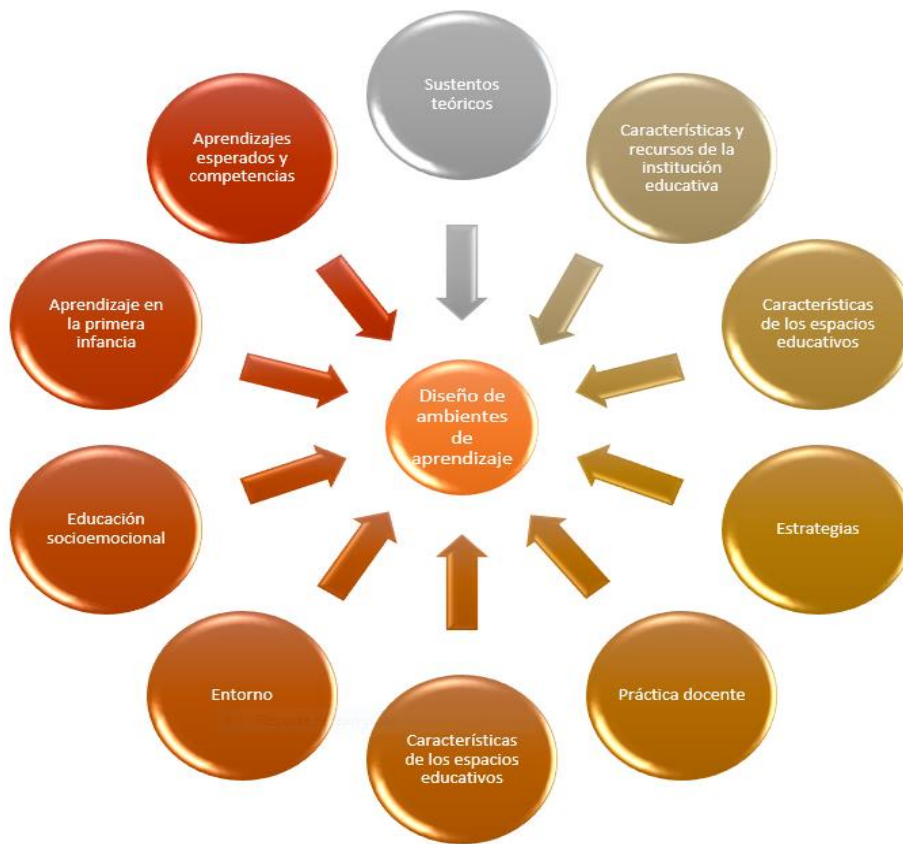 Sustentos
teóricos
Características y
recursos de la
institución
educativa
Características
de los espacios
educativos
Estrategias
Práctica docente
Características
de los espacios
educativos
Entorno
Educación
socioemocional
Aprendizaje en
la primera
infancia
Aprendizajes
esperados y
competencias
Diseño de
ambientes
de
aprendizaje